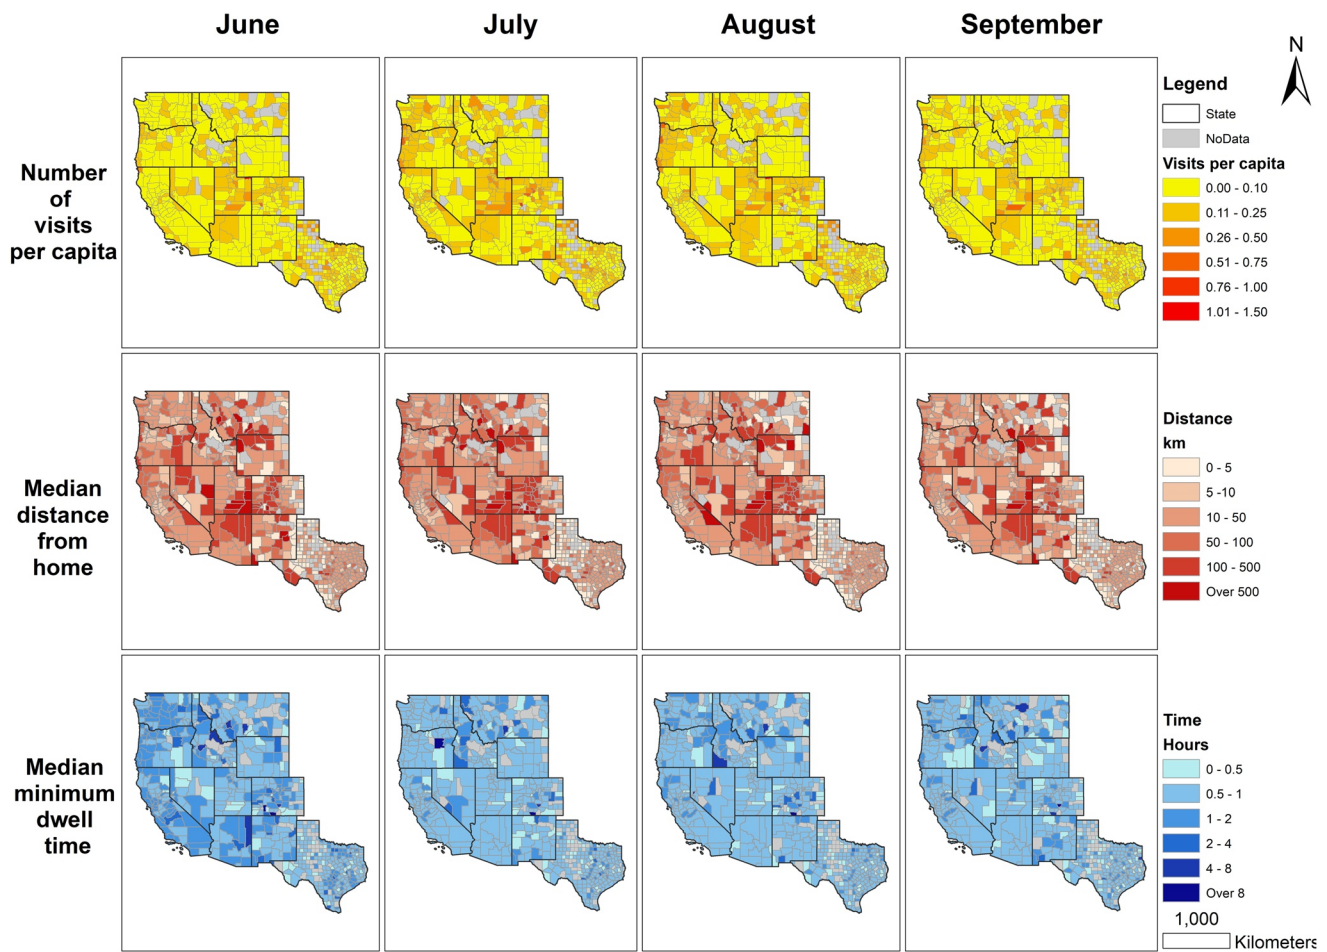 June
July
August
September
N
Number
of
visits
per capita
Legend
State
NoData
Visits per capita
0.00 - 0.10
0.11 - 0.25
0.26 - 0.50
0.51 - 0.75
0.76 - 1.00
1.01 - 1.50
Median
distance
from
home
Distance
km
0 - 5
5 -10
10 - 50
50 - 100
100 - 500
Over 500
Median
minimum
dwell
time
Time
Hours
0 - 0.5
0.5 - 1
1 - 2
2 - 4
4 - 8
Over 8
1,000
Kilometers